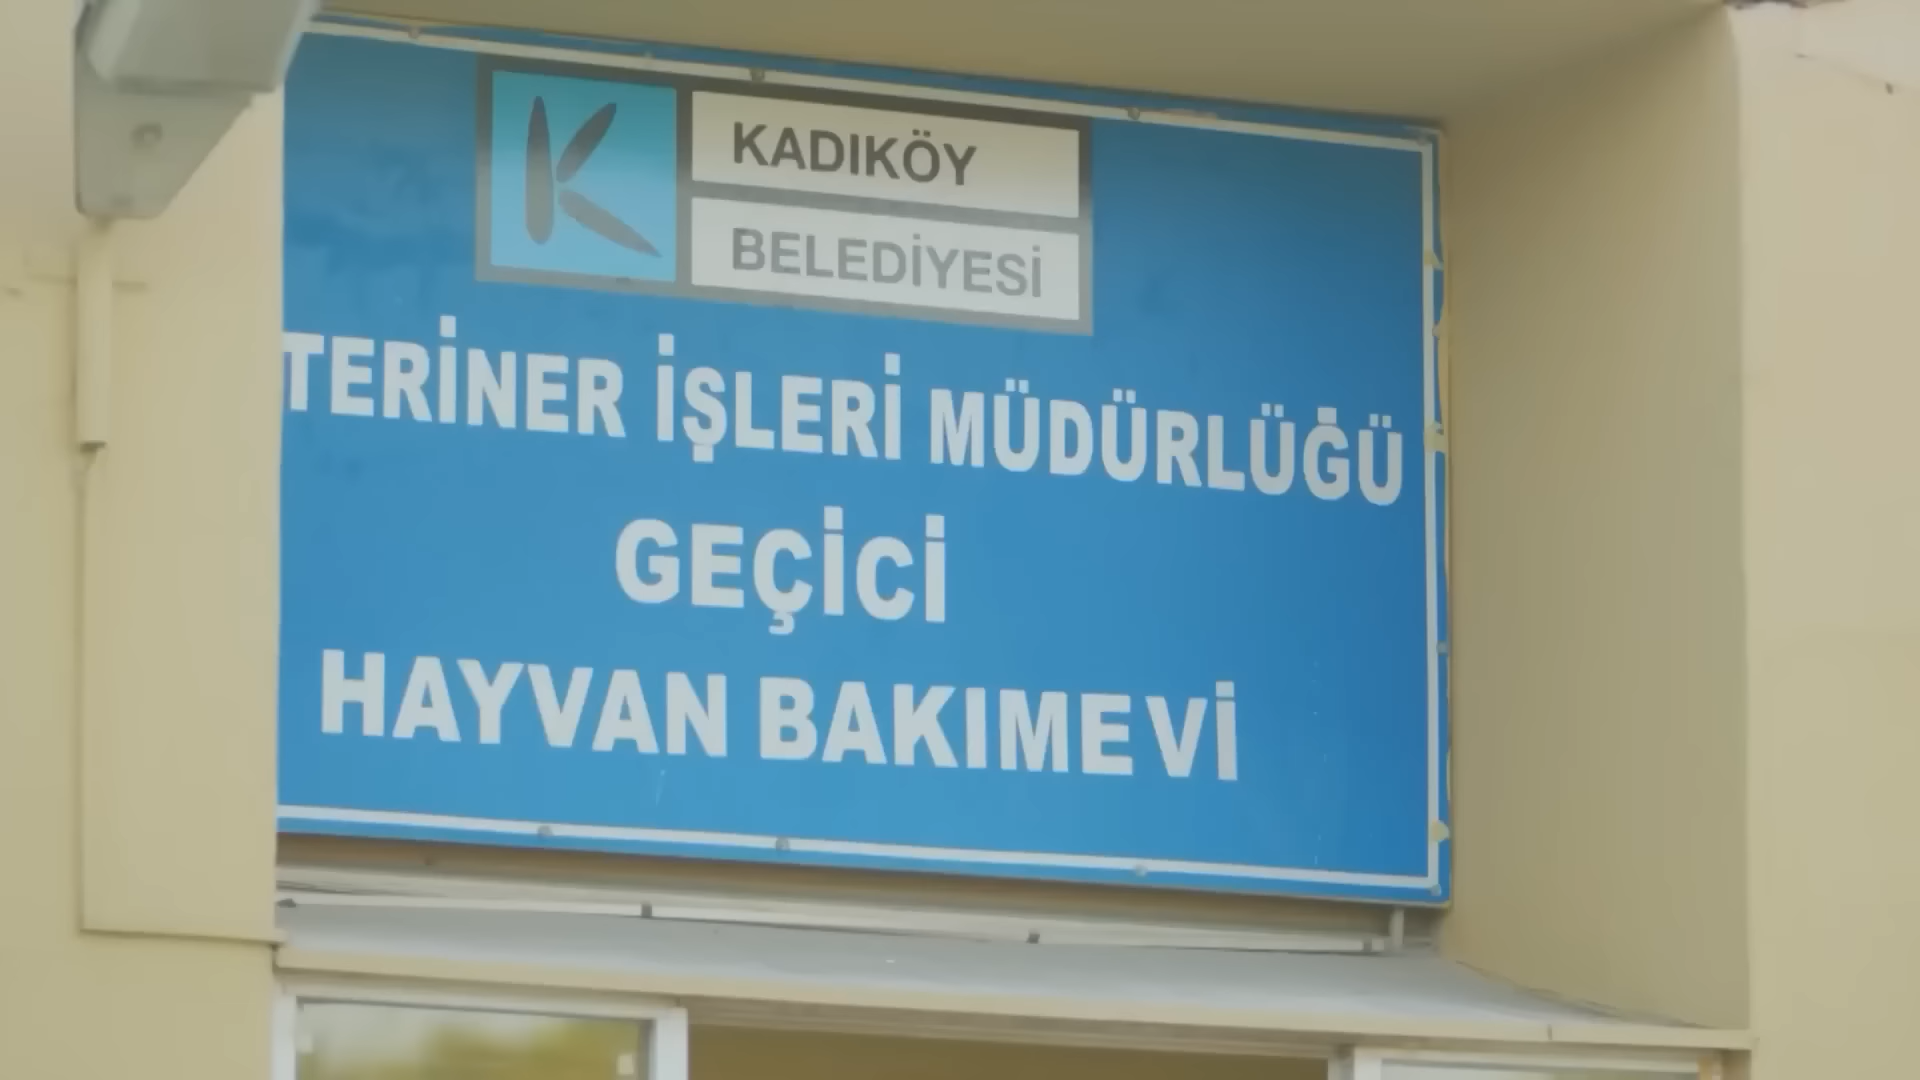 KADIKÖY
BELEDİYESİ
TERİNER İŞLERİ MÜDÜRLÜĞÜ
GEÇİCİ
HAYVAN BAKIMEVİ